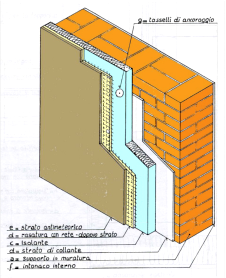 g= tasselli di ancoraggio
e = strato antimeteorico
d = rasatura con rete-doppio strato
c = isolante
d = strato di collante
a = supporto in muratura
f = intonaco interno